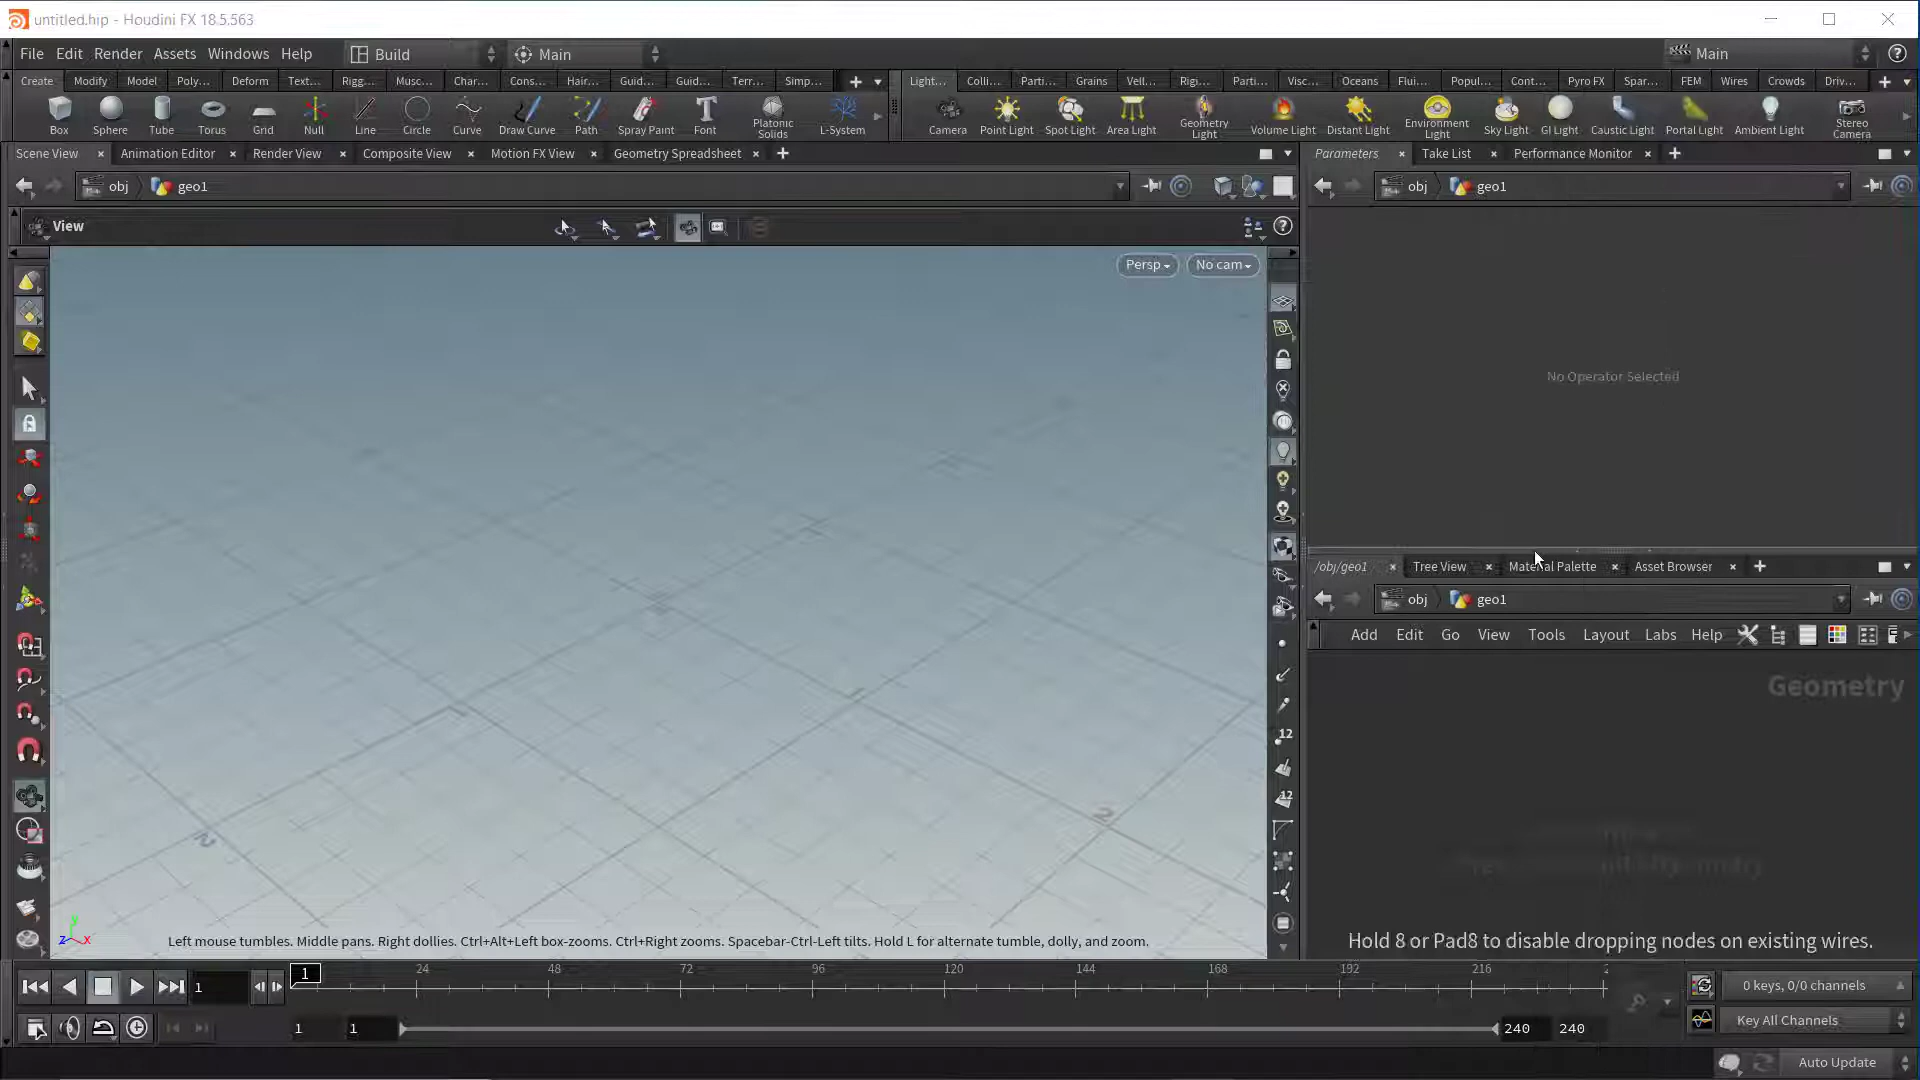 untitled.hip - Houdini FX 18.5.563
File Edit Render Assets Windows Help Build Main Main
Create Modify Model Poly... Deform Text... Rigg... Musc... Char... Cons... Hair... Guid... Guid... Terr... Simp... Light... Colli... Parti... Grains Vell... Rigi... Parti... Visc... Oceans Flui... Popul... Cont... Pyro FX Spar... FEM Wires Crowds Driv...
Box Sphere Tube Torus Grid Null Line Circle Curve Draw Curve Path Spray Paint Font Platonic Solids L-System Camera Point Light Spot Light Area Light Geometry Light Volume Light Distant Light Environment Light Sky Light GI Light Caustic Light Portal Light Ambient Light Stereo Camera
Scene View Animation Editor Render View Composite View Motion FX View Geometry Spreadsheet Parameters Take List Performance Monitor
obj geo1 obj geo1
View
Persp No cam
No Operator Selected
/obj/geo1 Tree View Material Palette Asset Browser
obj geo1
Add Edit Go View Tools Layout Labs Help
Geometry
12
12
2
2
y
z x
Left mouse tumbles. Middle pans. Right dollies. Ctrl+Alt+Left box-zooms. Ctrl+Right zooms. Spacebar-Ctrl-Left tilts. Hold L for alternate tumble, dolly, and zoom.
Hold 8 or Pad8 to disable dropping nodes on existing wires.
1 1 24 48 72 96 120 144 168 192 216 2
0 keys, 0/0 channels
1 1 240 240
Key All Channels
Auto Update